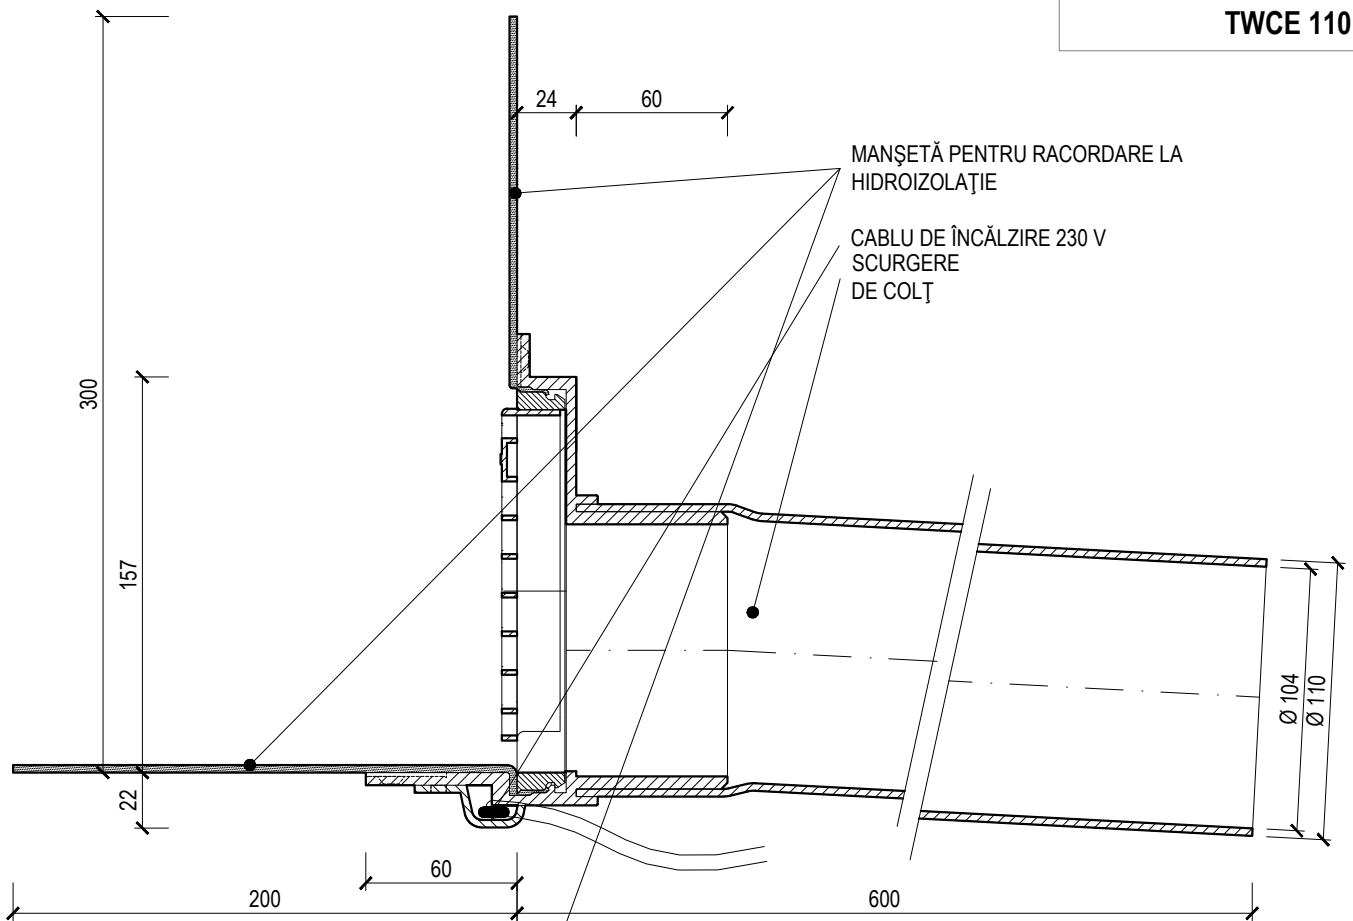 TWCE 110
24
60
MANŞETĂ PENTRU RACORDARE LA
HIDROIZOLAŢIE
CABLU DE ÎNCĂLZIRE 230 V
SCURGERE
DE COLŢ
300
157
22
Ø 104
Ø 110
60
200
600